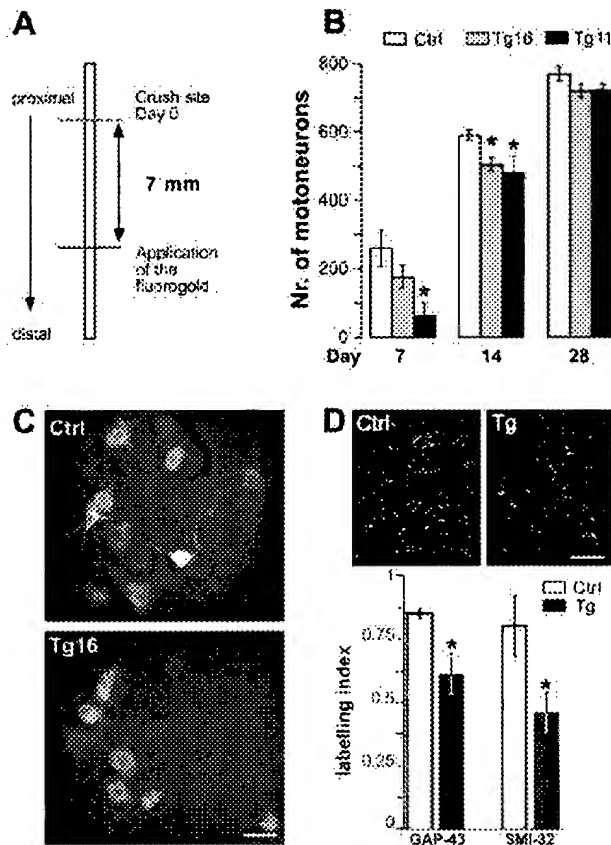 A
proximal
Crush site
Day 0
7 mm
Application
of the
fluorogold
distal
B
Ctrl Tg16 Tg11
Nr. of motoneurons
800
600
400
200
0
* * *
Day 7 14 28
C
Ctrl
Tg16
D
Ctrl Tg
Ctrl
Tg
labelling index
1
0.75
0.5
0.25
0
* *
GAP-43 SMI-32